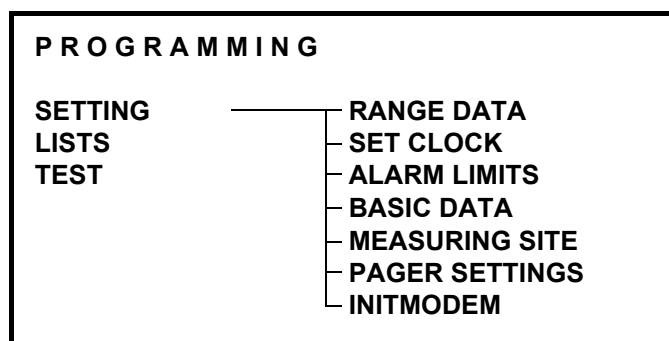 P R O G R A M M I N G
SETTING RANGE DATA
LISTS SET CLOCK
TEST ALARM LIMITS
BASIC DATA
MEASURING SITE
PAGER SETTINGS
INITMODEM